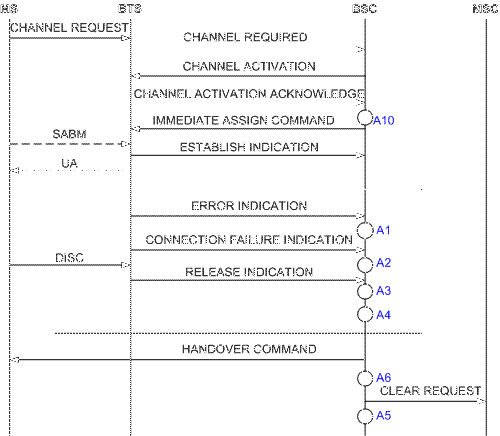 MS BTS BSC MSC
CHANNEL REQUEST
CHANNEL REQUIRED
CHANNEL ACTIVATION
CHANNEL ACTIVATION ACKNOWLEDGE
IMMEDIATE ASSIGN COMMAND
A10
SABM
ESTABLISH INDICATION
UA
ERROR INDICATION
A1
CONNECTION FAILURE INDICATION
DISC
A2
RELEASE INDICATION
A3
A4
HANDOVER COMMAND
A6
CLEAR REQUEST
A5